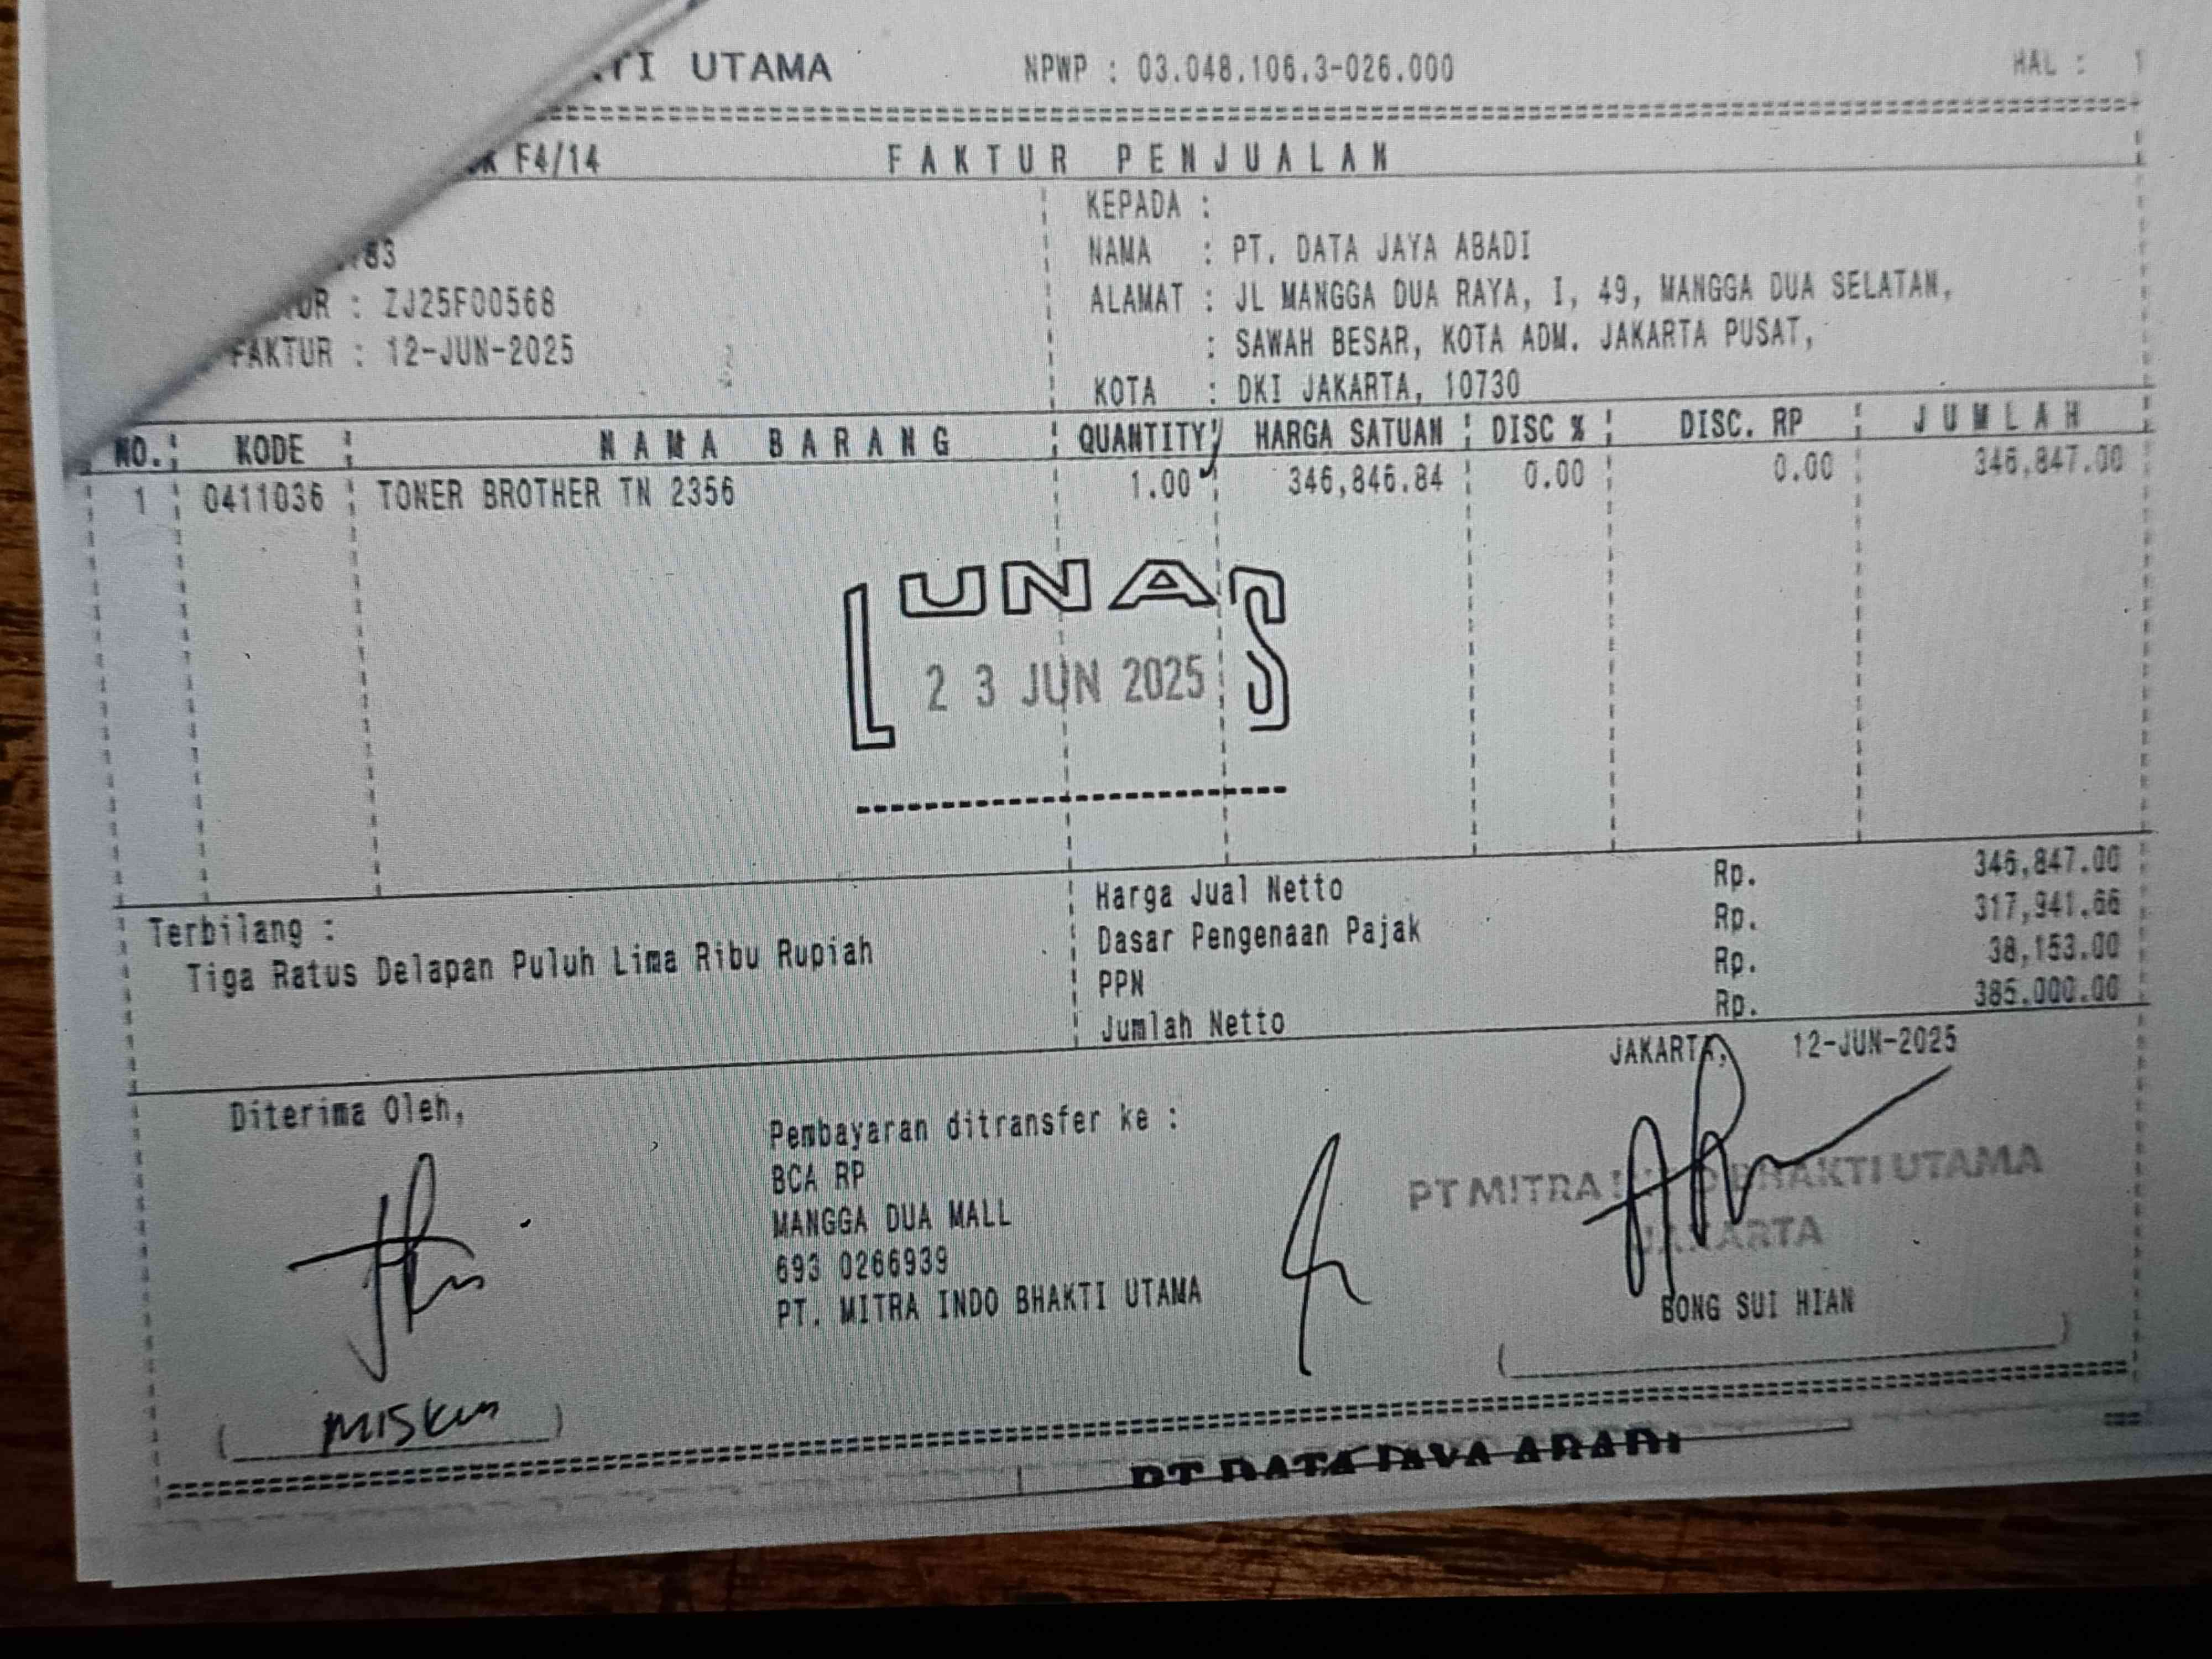 UTAMA NPWP : 03.048.106.3-026.000 HAL : 1
F4/14 FAKTUR PENJUALAN
KEPADA :
NAMA : PT. DATA JAYA ABADI
: ZJ25F00568
ALAMAT : JL MANGGA DUA RAYA, I, 49, MANGGA DUA SELATAN,
FAKTUR : 12-JUN-2025
: SAWAH BESAR, KOTA ADM. JAKARTA PUSAT,
KOTA : DKI JAKARTA, 10730
NO. KODE NAMA BARANG QUANTITY HARGA SATUAN DISC % DISC. RP JUMLAH
1 0411036 TONER BROTHER TN 2356 1.00 346,846.84 0.00 0.00 346,847.00
LUNAS
23 JUN 2025
Harga Jual Netto Rp. 346,847.00
Terbilang :
Dasar Pengenaan Pajak Rp. 317,941.66
Tiga Ratus Delapan Puluh Lima Ribu Rupiah
PPN Rp. 38,153.00
Jumlah Netto Rp. 385.000.00
JAKARTA, 12-JUN-2025
Diterima Oleh,
Pembayaran ditransfer ke :
BCA RP
MANGGA DUA MALL
693 0266939
PT. MITRA INDO BHAKTI UTAMA
PT MITRA INDO BHAKTI UTAMA
JAKARTA
BONG SUI HIAN
PT DATA JAYA ABADI